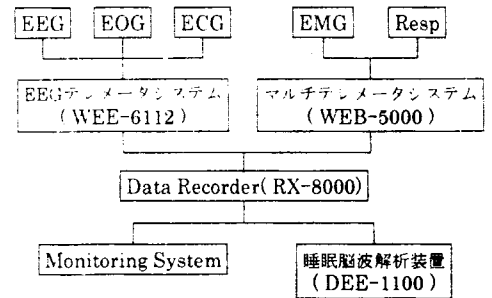 EEG
EOG
ECG
EMG
Resp
EEGテレメータシステム
( WEE-6112 )
マルチテレメータシステム
( WEB-5000 )
Data Recorder( RX-8000)
Monitoring System
睡眠脳波解析装置
( DEE-1100 )